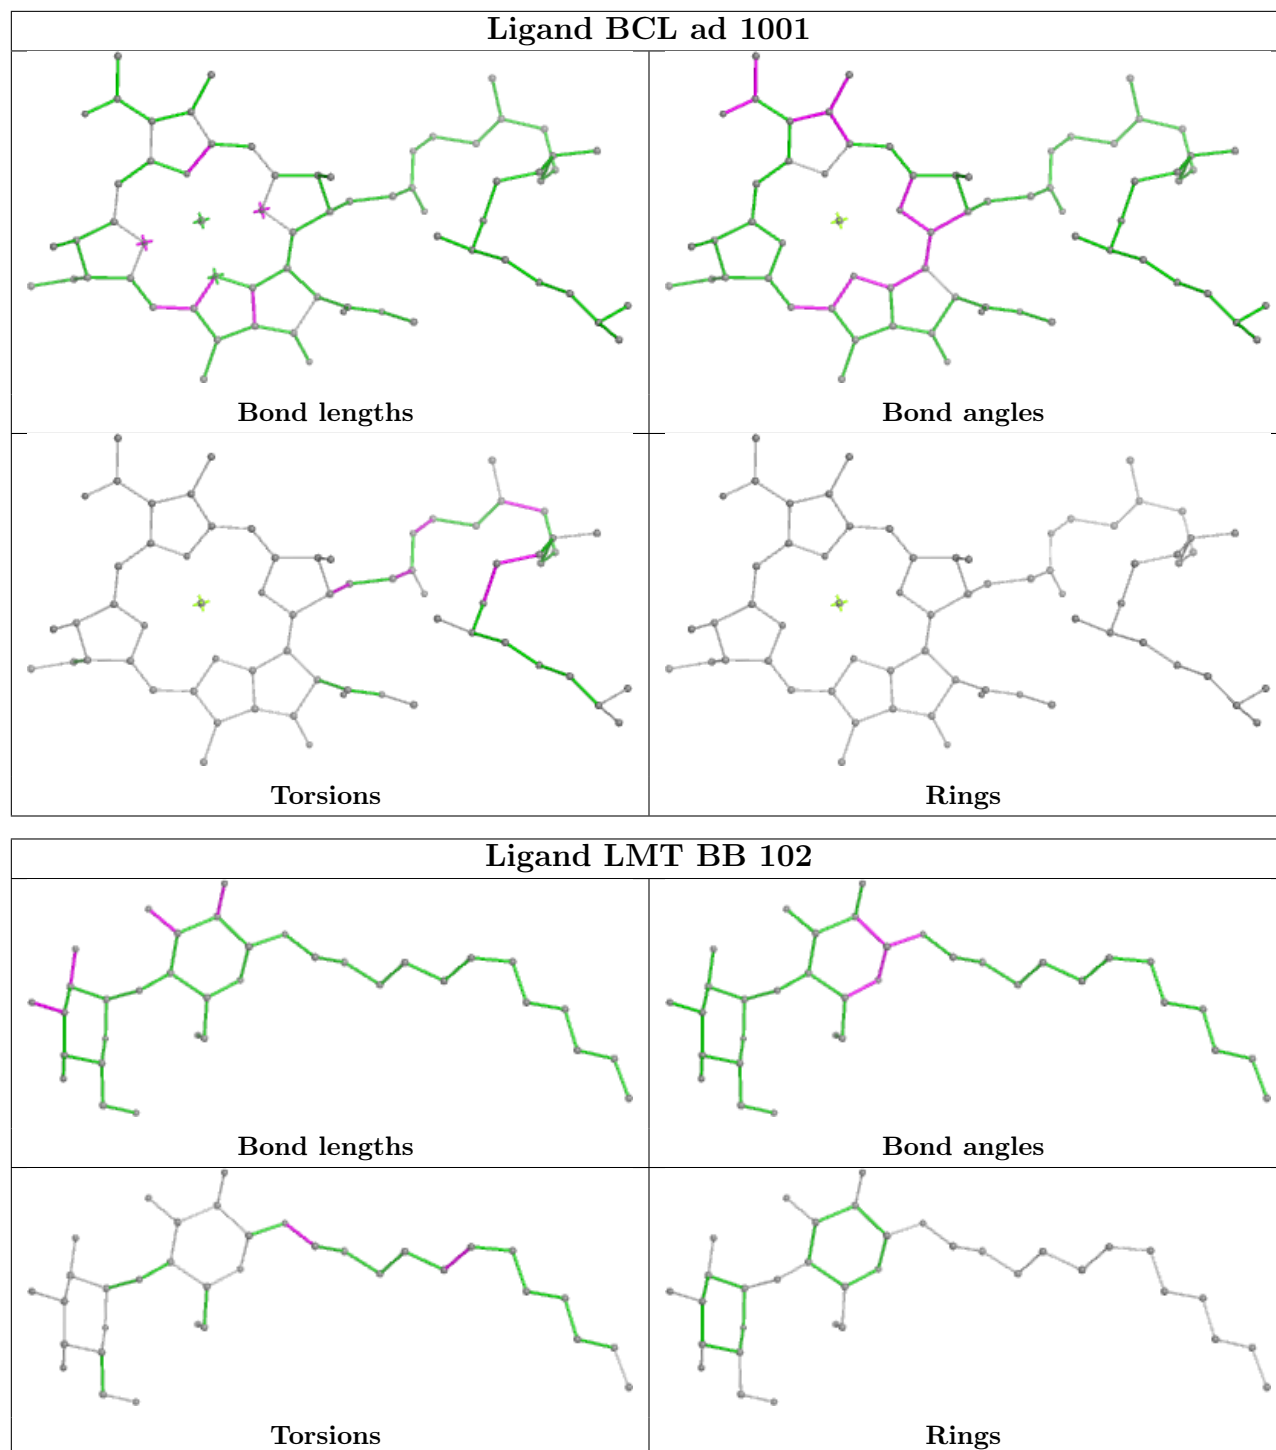 Ligand BCL ad 1001
Bond lengths
Bond angles
Torsions
Rings
Ligand LMT BB 102
Bond lengths
Bond angles
Torsions
Rings